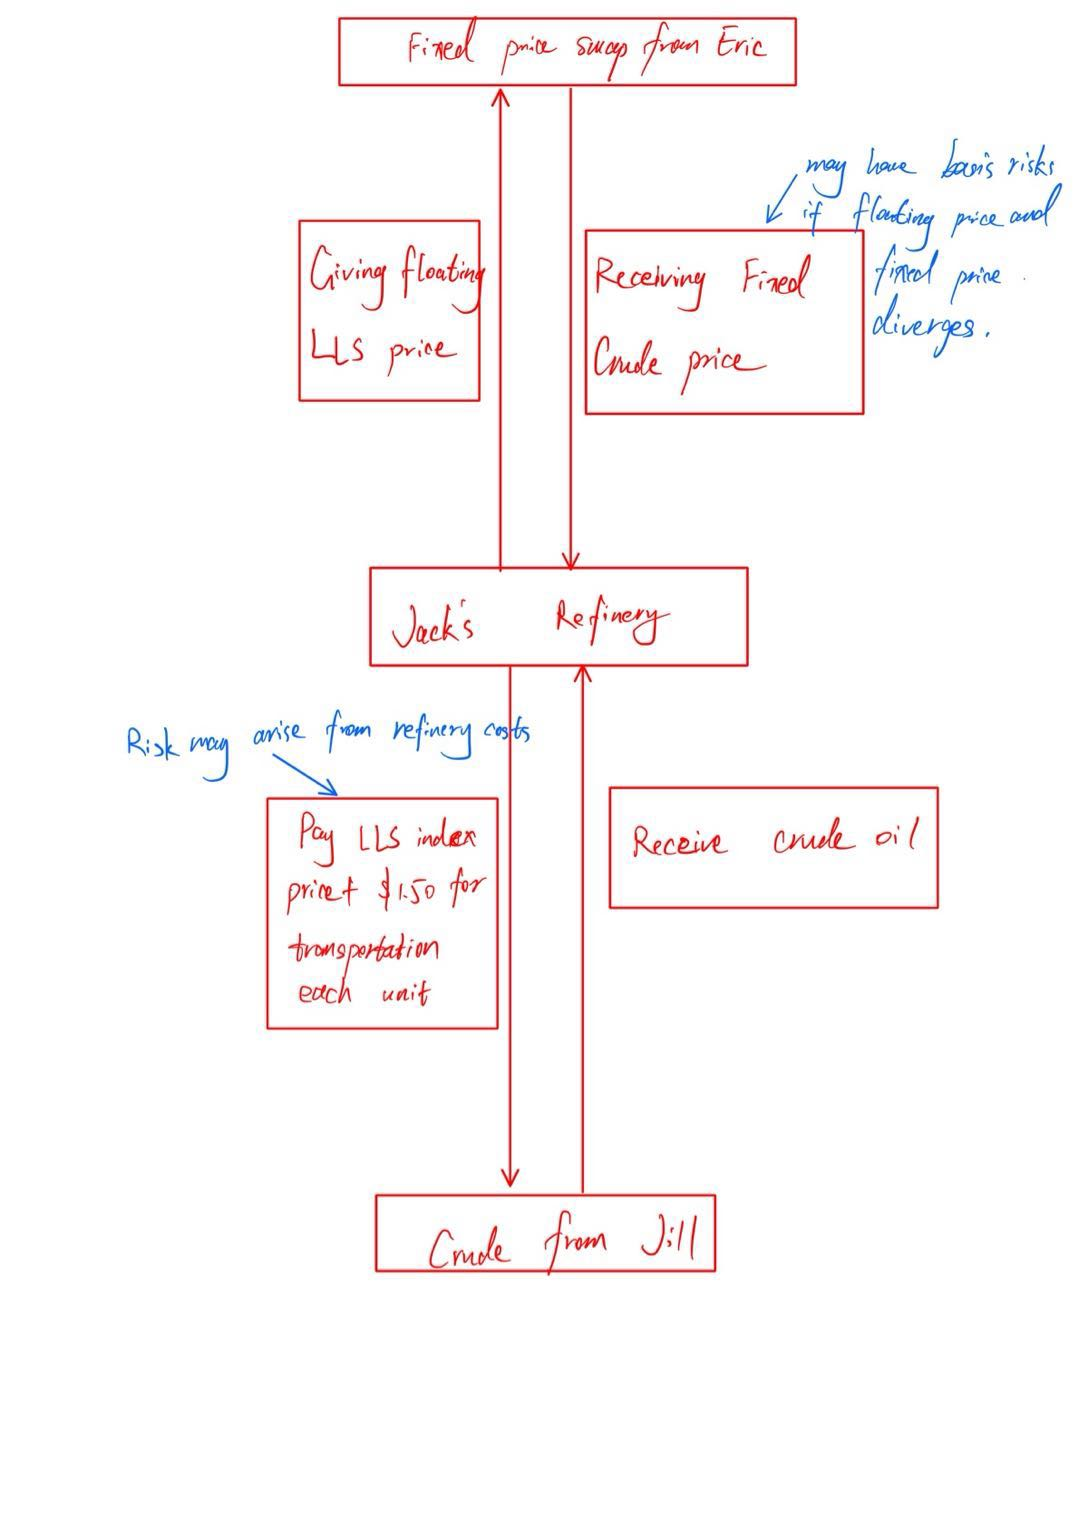 Fixed price swap from Eric
may have basis risks
if floating price and
fixed price
diverges.
Giving floating
LLS price
Receiving Fixed
Crude price
Jack's Refinery
Risk may arise from refinery costs
Pay LLS index
price + $1.50 for
transportation
each unit
Receive crude oil
Crude from Jill